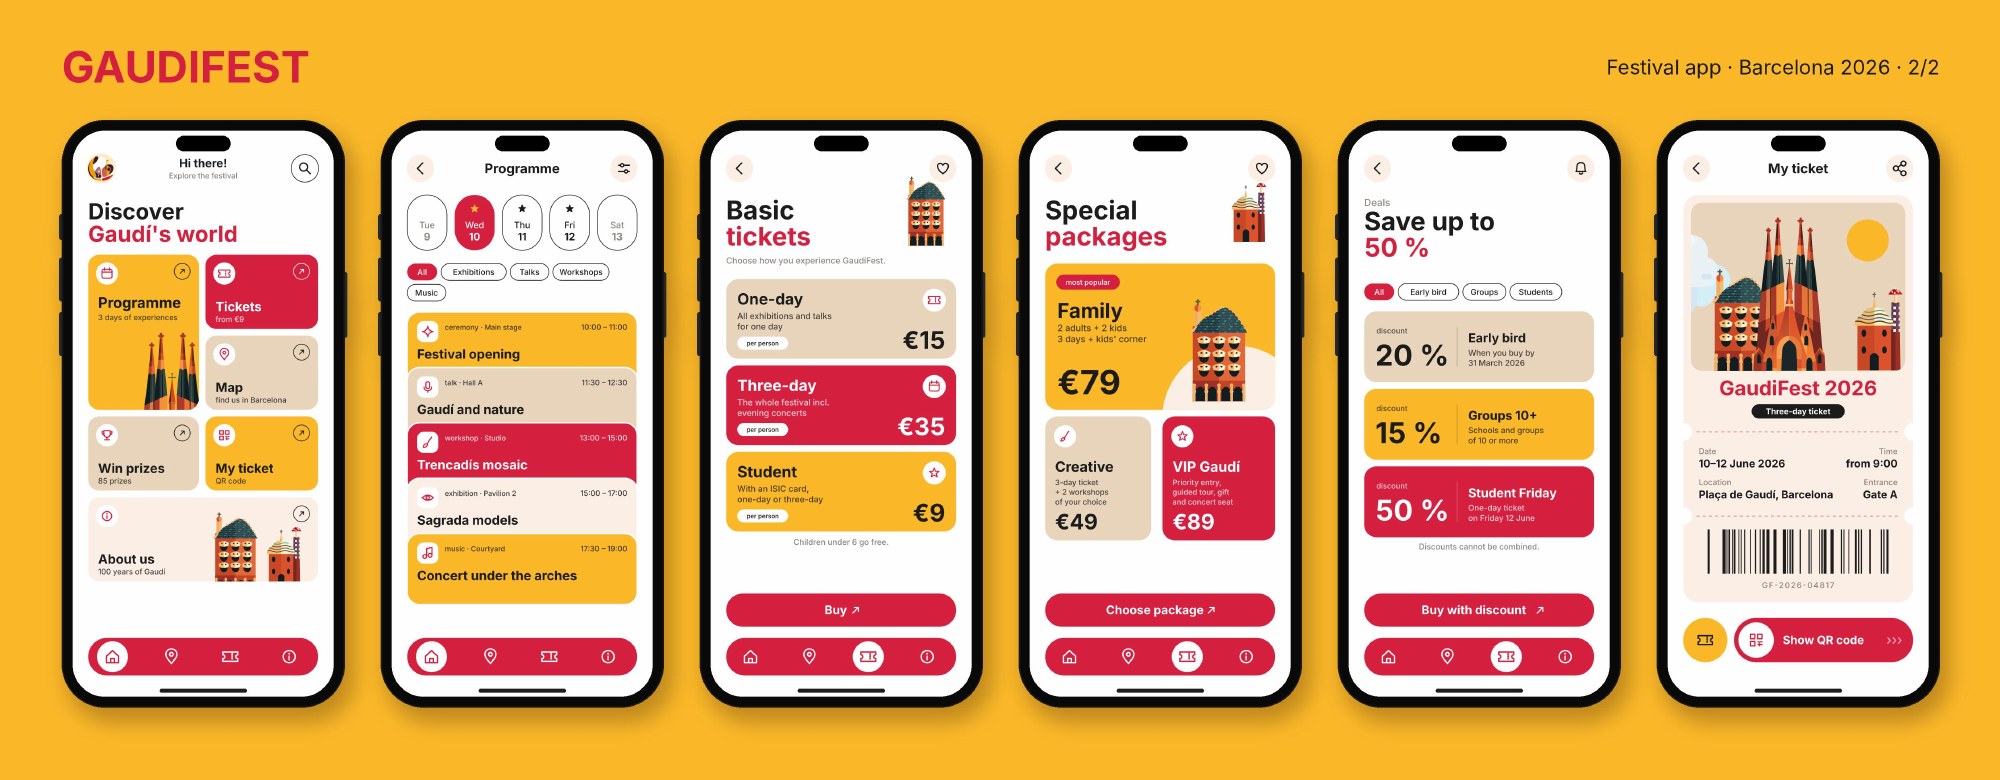 GAUDIFEST
Festival app · Barcelona 2026 · 2/2
Hi there!
Explore the festival
Discover
Gaudí's world
Programme
3 days of experiences
Tickets
from €9
Map
find us in Barcelona
Win prizes
85 prizes
My ticket
QR code
About us
100 years of Gaudí
Programme
Tue
9
Wed
10
Thu
11
Fri
12
Sat
13
All
Exhibitions
Talks
Workshops
Music
ceremony · Main stage
10:00 – 11:00
Festival opening
talk · Hall A
11:30 – 12:30
Gaudí and nature
workshop · Studio
13:00 – 15:00
Trencadís mosaic
exhibition · Pavilion 2
15:00 – 17:00
Sagrada models
music · Courtyard
17:30 – 19:00
Concert under the arches
Basic
tickets
Choose how you experience GaudiFest.
One-day
All exhibitions and talks
for one day
per person
€15
Three-day
The whole festival incl.
evening concerts
per person
€35
Student
With an ISIC card,
one-day or three-day
per person
€9
Children under 6 go free.
Buy
Special
packages
most popular
Family
2 adults + 2 kids
3 days + kids' corner
€79
Creative
3-day ticket
+ 2 workshops
of your choice
€49
VIP Gaudí
Priority entry,
guided tour, gift
and concert seat
€89
Choose package
Deals
Save up to
50 %
All
Early bird
Groups
Students
discount
20 %
Early bird
When you buy by
31 March 2026
discount
15 %
Groups 10+
Schools and groups
of 10 or more
discount
50 %
Student Friday
One-day ticket
on Friday 12 June
Discounts cannot be combined.
Buy with discount
My ticket
GaudiFest 2026
Three-day ticket
Date
Time
10–12 June 2026
from 9:00
Location
Entrance
Plaça de Gaudí, Barcelona
Gate A
GF-2026-04817
Show QR code